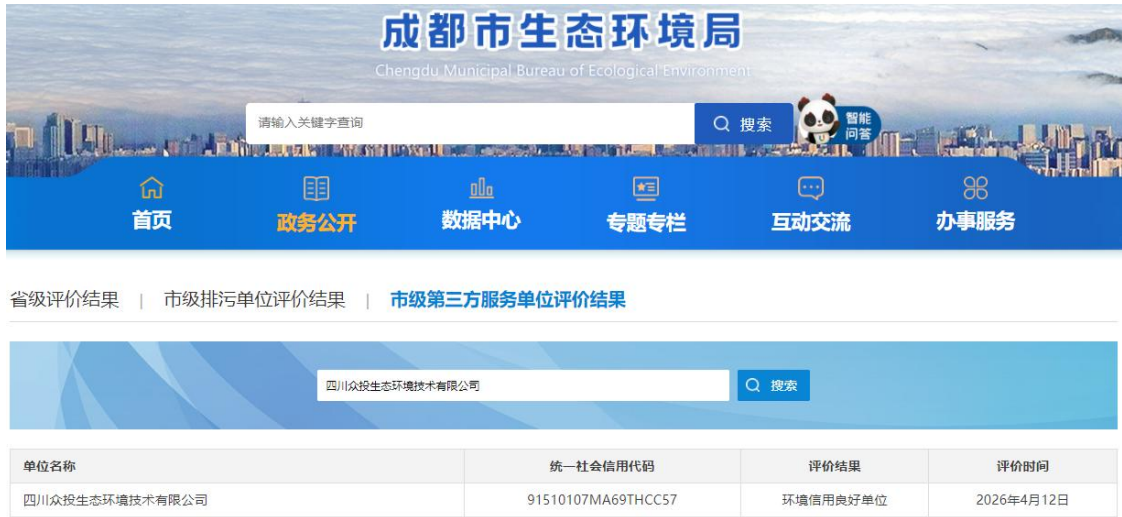 成都市生态环境局
Chengdu Municipal Bureau of Ecological Environment
请输入关键字查询 搜索 智能问答
首页 政务公开 数据中心 专题专栏 互动交流 办事服务
省级评价结果 | 市级排污单位评价结果 | 市级第三方服务单位评价结果
四川众投生态环境技术有限公司 搜索
单位名称 统一社会信用代码 评价结果 评价时间
四川众投生态环境技术有限公司 91510107MA69THCC57 环境信用良好单位 2026年4月12日